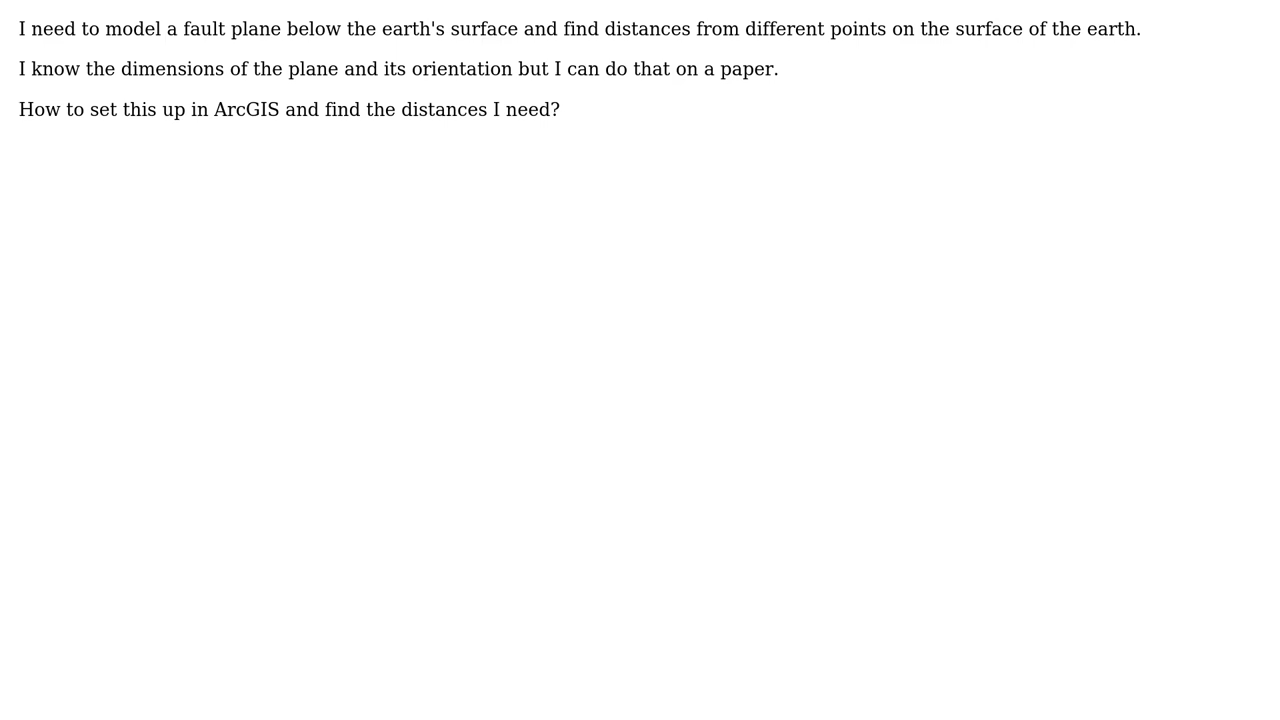 I need to model a fault plane below the earth's surface and find distances from different points on the surface of the earth.
I know the dimensions of the plane and its orientation but I can do that on a paper.
How to set this up in ArcGIS and find the distances I need?